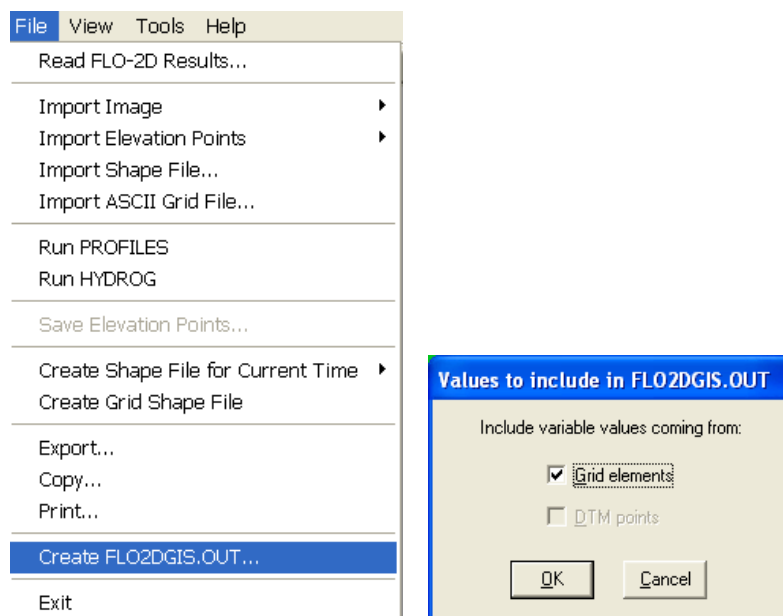 File View Tools Help
Read FLO-2D Results...
Import Image
Import Elevation Points
Import Shape File...
Import ASCII Grid File...
Run PROFILES
Run HYDROG
Save Elevation Points...
Create Shape File for Current Time
Create Grid Shape File
Export...
Copy...
Print...
Create FLO2DGIS.OUT...
Exit
Values to include in FLO2DGIS.OUT
Include variable values coming from:
Grid elements
DTM points
OK Cancel